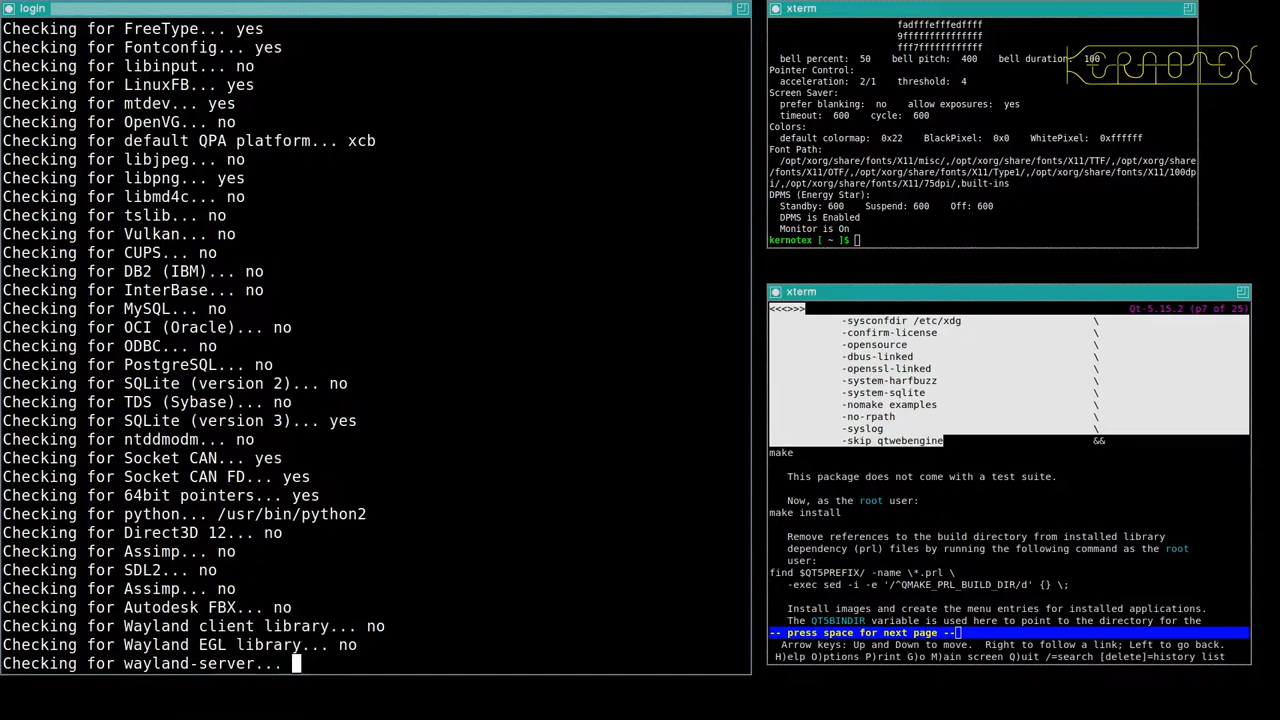 login
Checking for FreeType... yes
Checking for Fontconfig... yes
Checking for libinput... no
Checking for LinuxFB... yes
Checking for mtdev... yes
Checking for OpenVG... no
Checking for default QPA platform... xcb
Checking for libjpeg... no
Checking for libpng... yes
Checking for libmd4c... no
Checking for tslib... no
Checking for Vulkan... no
Checking for CUPS... no
Checking for DB2 (IBM)... no
Checking for InterBase... no
Checking for MySQL... no
Checking for OCI (Oracle)... no
Checking for ODBC... no
Checking for PostgreSQL... no
Checking for SQLite (version 2)... no
Checking for TDS (Sybase)... no
Checking for SQLite (version 3)... yes
Checking for ntddmodm... no
Checking for Socket CAN... yes
Checking for Socket CAN FD... yes
Checking for 64bit pointers... yes
Checking for python... /usr/bin/python2
Checking for Direct3D 12... no
Checking for Assimp... no
Checking for SDL2... no
Checking for Assimp... no
Checking for Autodesk FBX... no
Checking for Wayland client library... no
Checking for Wayland EGL library... no
Checking for wayland-server...
xterm
fadfffefffedffff
9fffffffffffffff
fff7ffffffffffff
bell percent:  50    bell pitch:  400    bell duration:  100
Pointer Control:
acceleration:  2/1    threshold:  4
Screen Saver:
prefer blanking:  no    allow exposures:  yes
timeout:  600    cycle:  600
Colors:
default colormap:  0x22    BlackPixel:  0x0    WhitePixel:  0xffffff
Font Path:
/opt/xorg/share/fonts/X11/misc/,/opt/xorg/share/fonts/X11/TTF/,/opt/xorg/share
/fonts/X11/OTF/,/opt/xorg/share/fonts/X11/Type1/,/opt/xorg/share/fonts/X11/100dp
i/,/opt/xorg/share/fonts/X11/75dpi/,built-ins
DPMS (Energy Star):
Standby: 600    Suspend: 600    Off: 600
DPMS is Enabled
Monitor is On
kernotex [ ~ ]$
KERNOTEX
xterm
<<<>>> Qt-5.15.2 (p7 of 25)
-sysconfdir /etc/xdg \
-confirm-license \
-opensource \
-dbus-linked \
-openssl-linked \
-system-harfbuzz \
-system-sqlite \
-nomake examples \
-no-rpath \
-syslog \
-skip qtwebengine &&
make
This package does not come with a test suite.
Now, as the root user:
make install
Remove references to the build directory from installed library
dependency (prl) files by running the following command as the root
user:
find $QT5PREFIX/ -name \*.prl \
-exec sed -i -e '/^QMAKE_PRL_BUILD_DIR/d' {} \;
Install images and create the menu entries for installed applications.
The QT5BINDIR variable is used here to point to the directory for the
-- press space for next page --
Arrow keys: Up and Down to move.  Right to follow a link; Left to go back.
H)elp O)ptions P)rint G)o M)ain screen Q)uit /=search [delete]=history list